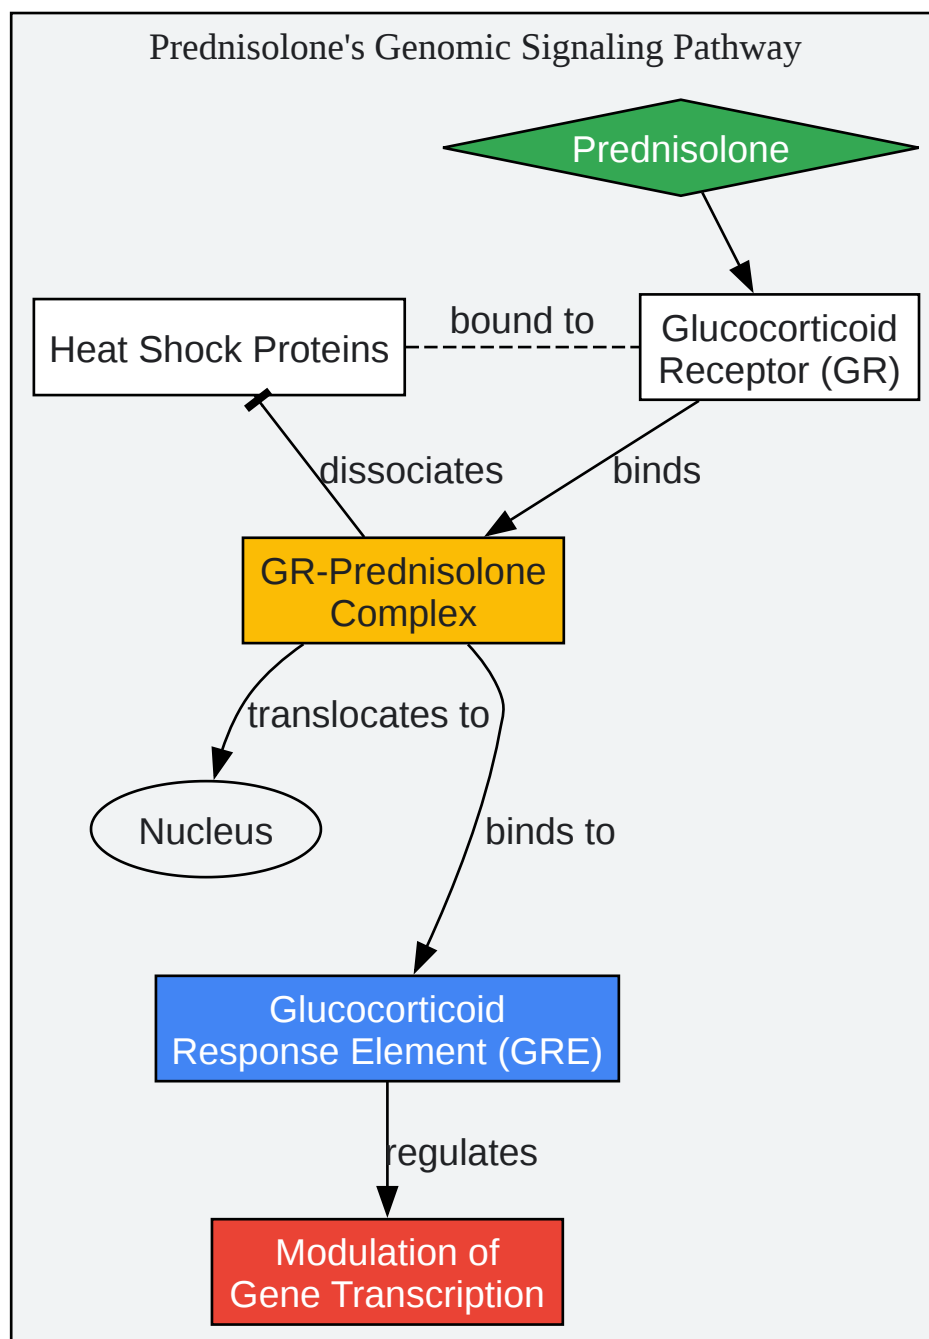 Prednisolone's Genomic Signaling Pathway
Prednisolone
Heat Shock Proteins
bound to
Glucocorticoid
Receptor (GR)
dissociates
binds
GR-Prednisolone
Complex
translocates to
Nucleus
binds to
Glucocorticoid
Response Element (GRE)
regulates
Modulation of
Gene Transcription